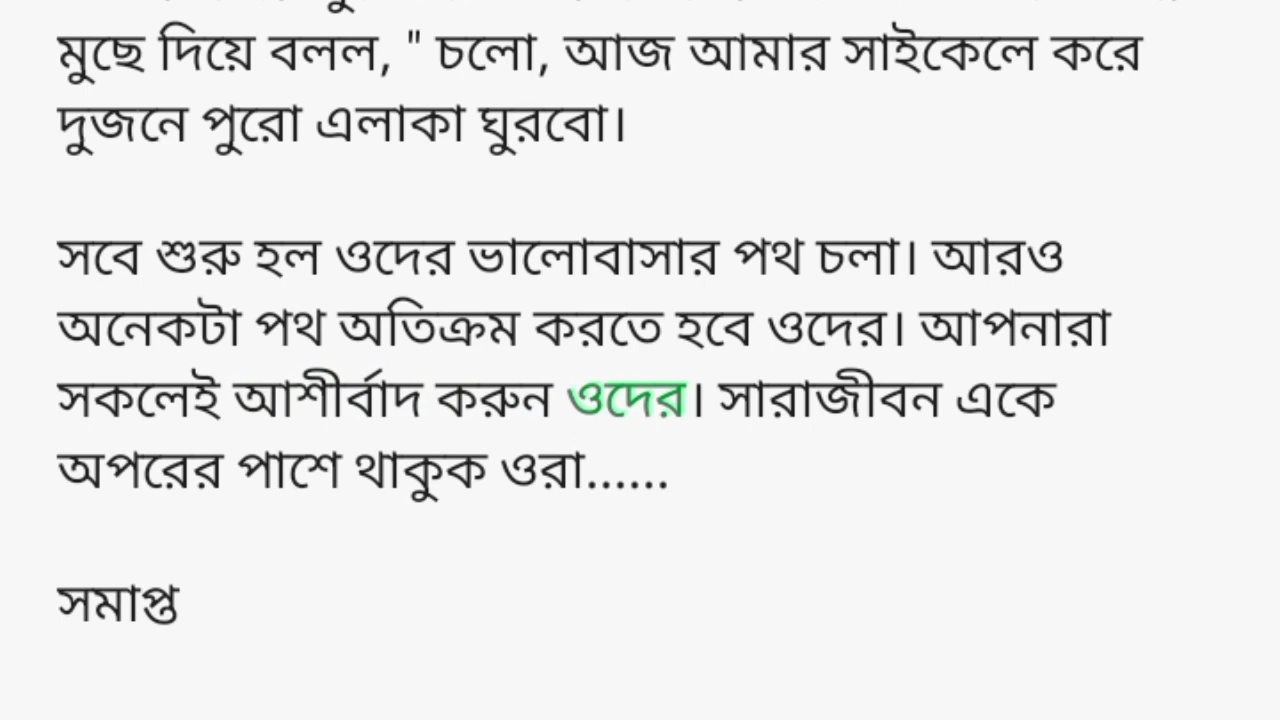 মুছে দিয়ে বলল, " চলো, আজ আমার সাইকেলে করে
দুজনে পুরো এলাকা ঘুরবো।
সবে শুরু হল ওদের ভালোবাসার পথ চলা। আরও
অনেকটা পথ অতিক্রম করতে হবে ওদের। আপনারা
সকলেই আশীর্বাদ করুন ওদের। সারাজীবন একে
অপরের পাশে থাকুক ওরা......
সমাপ্ত